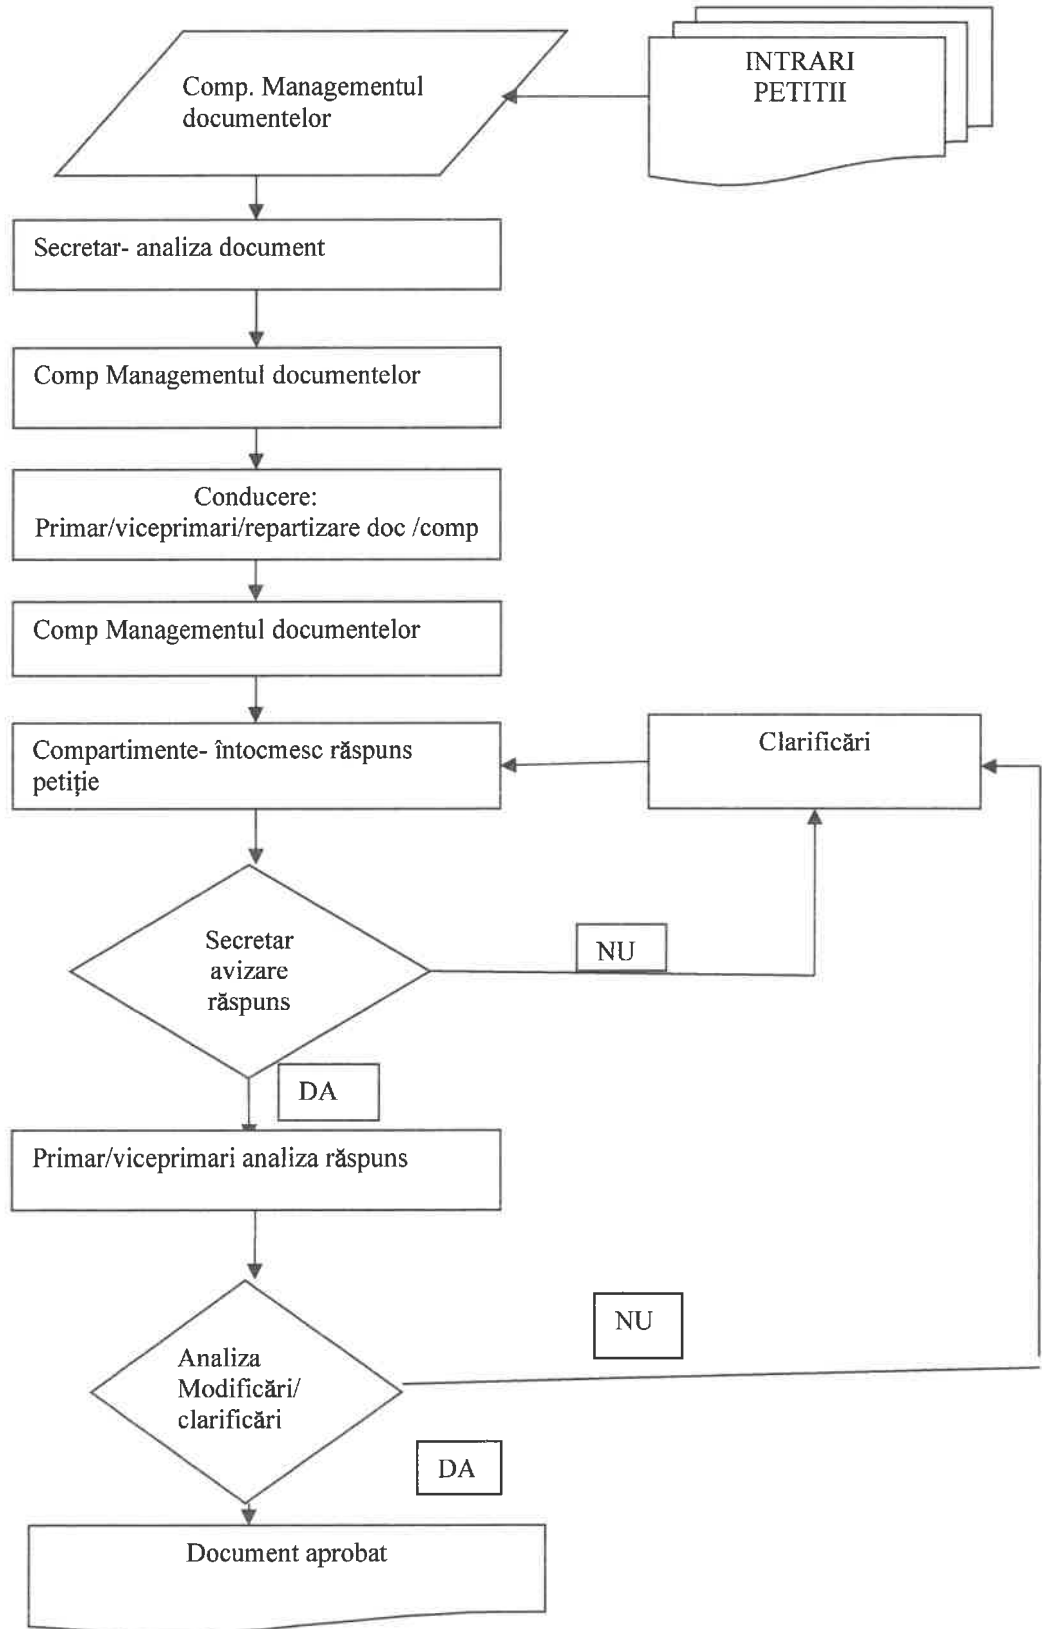 INTRARI
PETITII
Comp. Managementul
documentelor
Secretar- analiza document
Comp Managementul documentelor
Conducere:
Primar/viceprimari/repartizare doc /comp
Comp Managementul documentelor
Compartimente- întocmesc răspuns
petiție
Clarificări
Secretar
avizare
răspuns
NU
DA
Primar/viceprimari analiza răspuns
NU
Analiza
Modificări/
clarificări
DA
Document aprobat